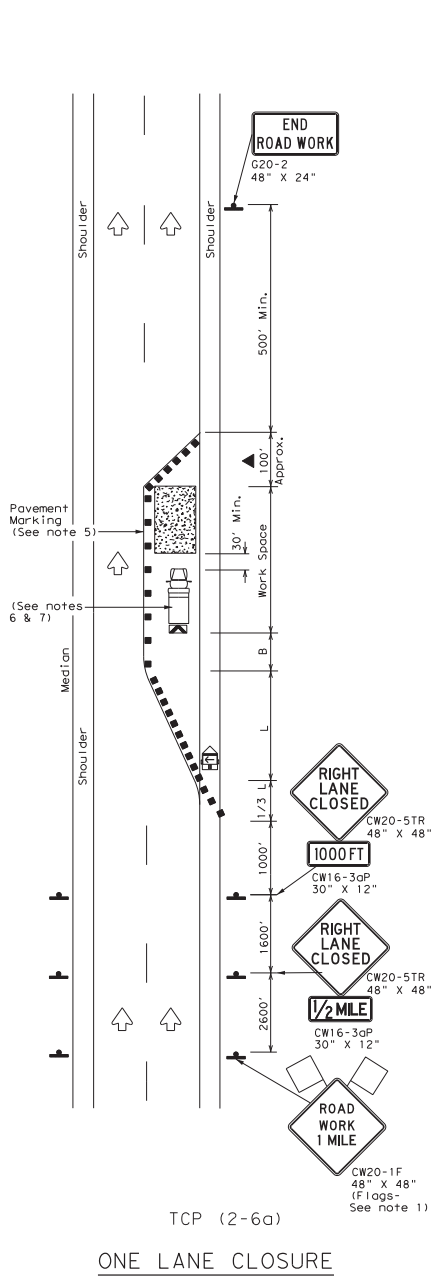 END
ROAD WORK
G20-2
48" X 24"
Shoulder
Shoulder
500' Min.
100'
Approx.
Pavement
Marking
(See note 5)
30' Min.
Work Space
(See notes
6 & 7)
B
Median
L
Shoulder
RIGHT
LANE
CLOSED
1/3 L
CW20-5TR
48" X 48"
1000 FT
1000'
CW16-3aP
30" X 12"
1600'
RIGHT
LANE
CLOSED
CW20-5TR
48" X 48"
1/2 MILE
2600'
CW16-3aP
30" X 12"
ROAD
WORK
1 MILE
CW20-1F
48" X 48"
(Flags-
See note 1)
TCP (2-6a)
ONE LANE CLOSURE